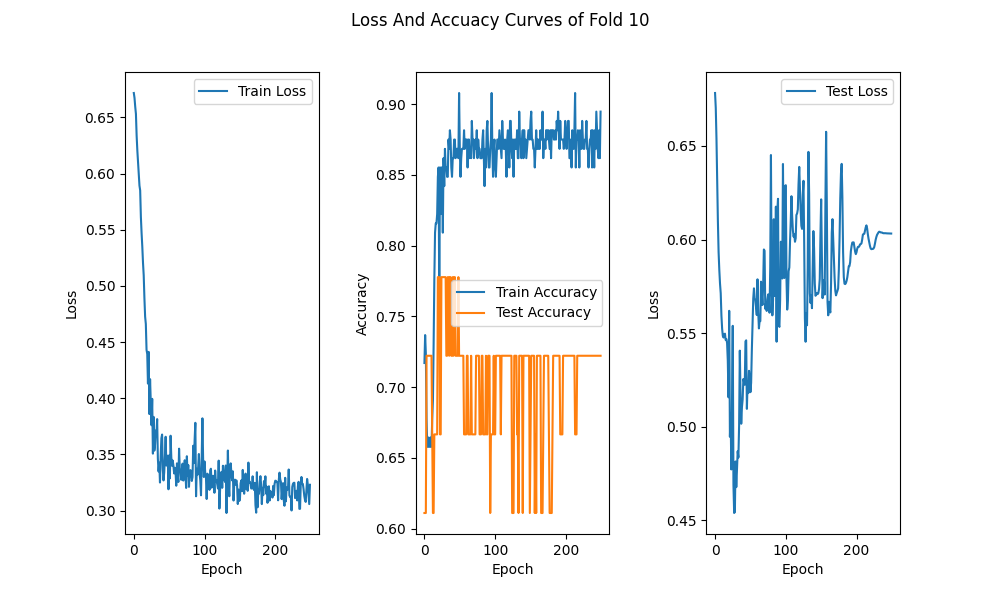 Loss And Accuacy Curves of Fold 10
Loss
0.65
0.60
0.55
0.50
0.45
0.40
0.35
0.30
0
100
200
Epoch
Train Loss
Accuracy
0.90
0.85
0.80
0.75
0.70
0.65
0.60
0
100
200
Epoch
Train Accuracy
Test Accuracy
Loss
0.65
0.60
0.55
0.50
0.45
0
100
200
Epoch
Test Loss